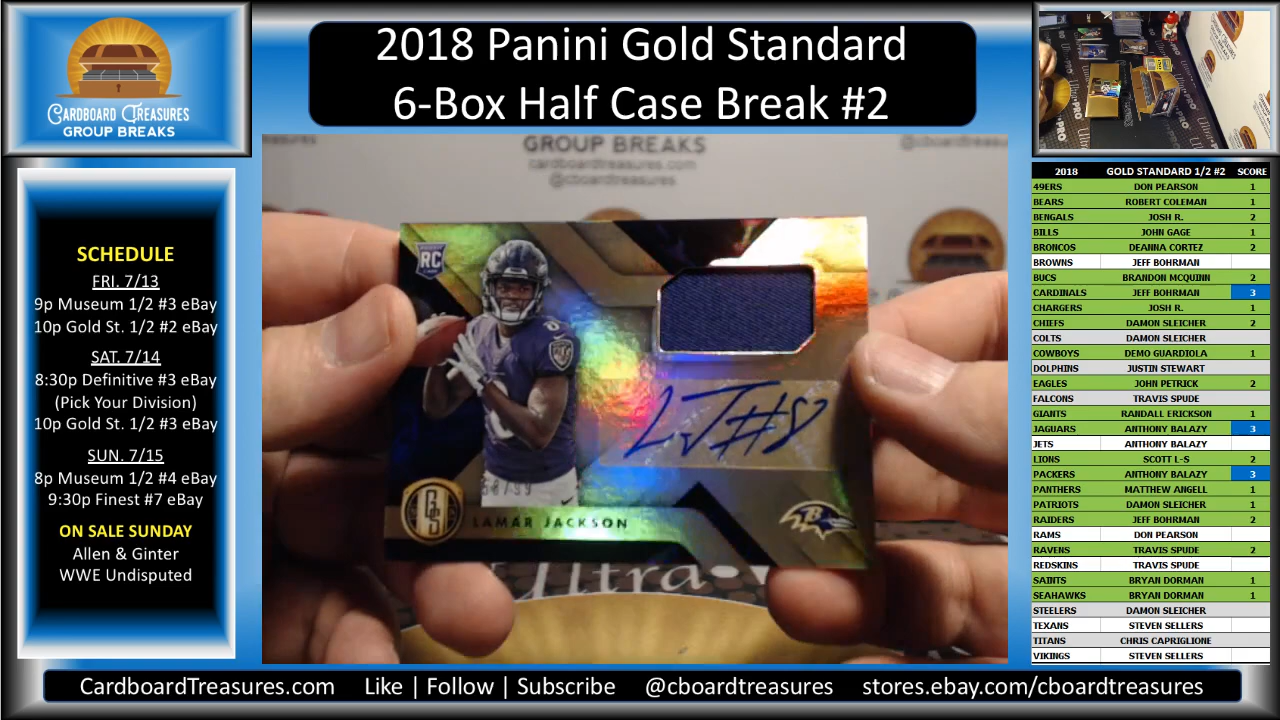 CARDBOARD TREASURES
GROUP BREAKS
2018 Panini Gold Standard
6-Box Half Case Break #2
SCHEDULE
FRI. 7/13
9p Museum 1/2 #3 eBay
10p Gold St. 1/2 #2 eBay
SAT. 7/14
8:30p Definitive #3 eBay
(Pick Your Division)
10p Gold St. 1/2 #3 eBay
SUN. 7/15
8p Museum 1/2 #4 eBay
9:30p Finest #7 eBay
ON SALE SUNDAY
Allen & Ginter
WWE Undisputed
GROUP BREAKS
cardboardtreasures.com
@cboardtreasures
RC
LJ#8
GS
LAMAR JACKSON
B
Ultra
2018 GOLD STANDARD 1/2 #2 SCORE
49ERS DON PEARSON 1
BEARS ROBERT COLEMAN 1
BENGALS JOSH R. 2
BILLS JOHN GAGE 1
BRONCOS DEANNA CORTEZ 2
BROWNS JEFF BOHRMAN
BUCS BRANDON MCQUINN 2
CARDINALS JEFF BOHRMAN 3
CHARGERS JOSH R. 1
CHIEFS DAMON SLEICHER 2
COLTS DAMON SLEICHER
COWBOYS DEMO GUARDIOLA 1
DOLPHINS JUSTIN STEWART
EAGLES JOHN PETRICK 2
FALCONS TRAVIS SPUDE
GIANTS RANDALL ERICKSON 1
JAGUARS ANTHONY BALAZY 3
JETS ANTHONY BALAZY
LIONS SCOTT L-S 2
PACKERS ANTHONY BALAZY 3
PANTHERS MATTHEW ANGELL 1
PATRIOTS DAMON SLEICHER 1
RAIDERS JEFF BOHRMAN 2
RAMS DON PEARSON
RAVENS TRAVIS SPUDE 2
REDSKINS TRAVIS SPUDE
SAINTS BRYAN DORMAN 1
SEAHAWKS BRYAN DORMAN 1
STEELERS DAMON SLEICHER
TEXANS STEVEN SELLERS
TITANS CHRIS CAPRIGLIONE
VIKINGS STEVEN SELLERS
CardboardTreasures.com Like | Follow | Subscribe @cboardtreasures stores.ebay.com/cboardtreasures